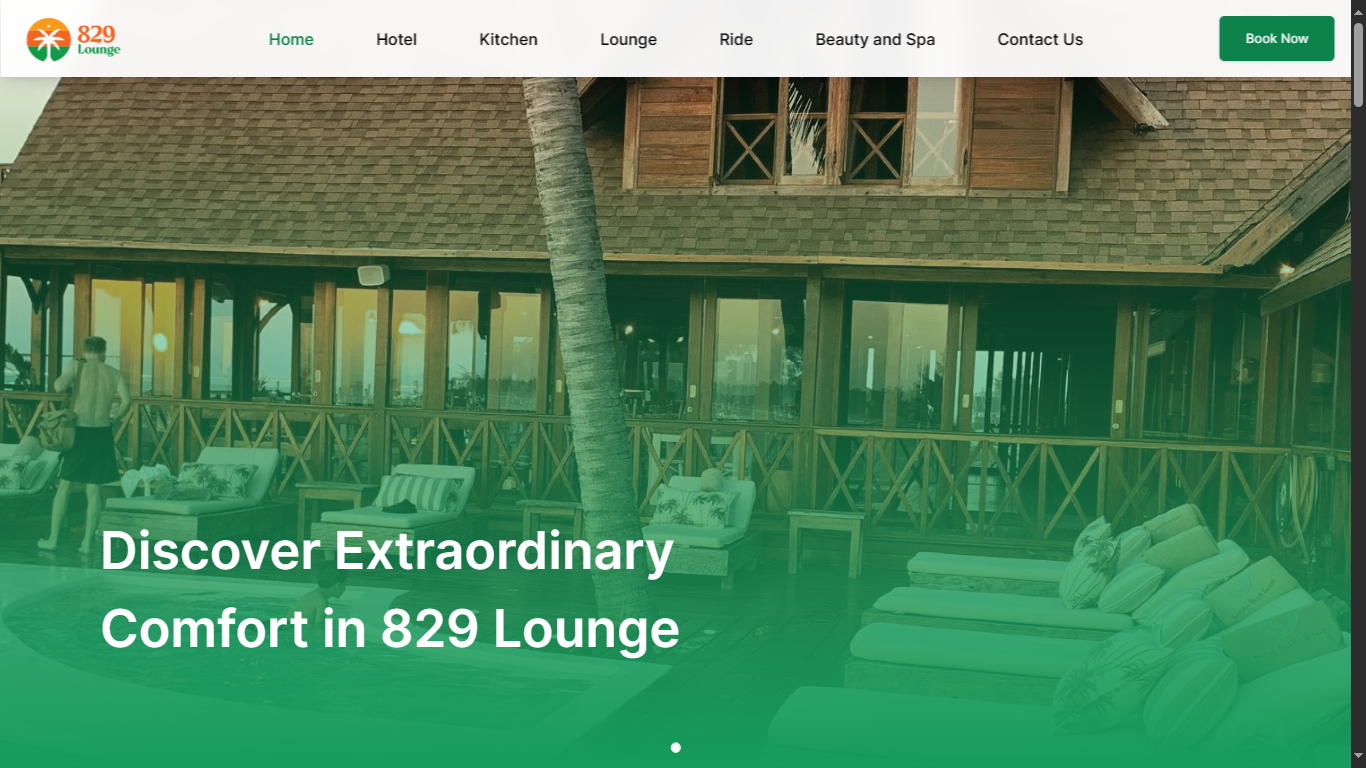 829
Lounge
Home
Hotel
Kitchen
Lounge
Ride
Beauty and Spa
Contact Us
Book Now
Discover Extraordinary
Comfort in 829 Lounge